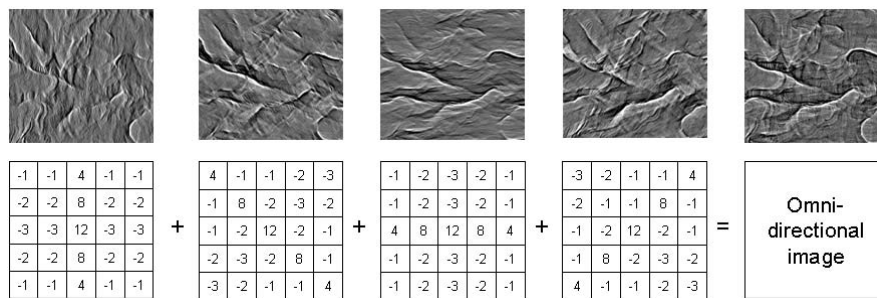 -1 -1 4 -1 -1
-2 -2 8 -2 -2
-3 -3 12 -3 -3
-2 -2 8 -2 -2
-1 -1 4 -1 -1
+
4 -1 -1 -2 -3
-1 8 -2 -3 -2
-1 -2 12 -2 -1
-2 -3 -2 8 -1
-3 -2 -1 -1 4
+
-1 -2 -3 -2 -1
-1 -2 -3 -2 -1
4 8 12 8 4
-1 -2 -3 -2 -1
-1 -2 -3 -2 -1
+
-3 -2 -1 -1 4
-2 -1 -1 8 -1
-1 -2 12 -2 -1
-1 8 -2 -3 -2
4 -1 -1 -2 -3
=
Omni-
directional
image